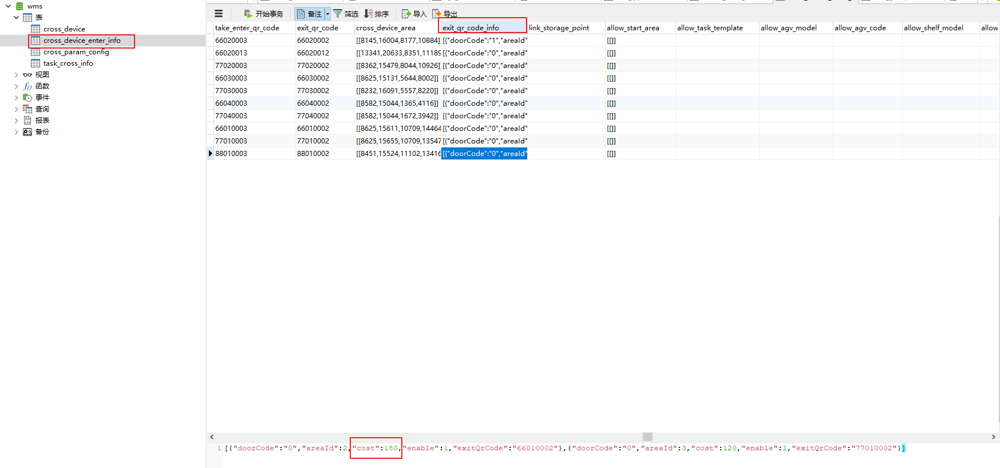 wms
表
cross_device
cross_device_enter_info
cross_param_config
task_cross_info
视图
函数
事件
查询
报表
备份
开始事务 备注 筛选 排序 导入 导出
take_enter_qr_code exit_qr_code cross_device_area exit_qr_code_info link_storage_point allow_start_area allow_task_template allow_agv_model allow_agv_code allow_shelf_model allow
66020003 66020002 [[8145,16004,8177,10884]] [{"doorCode":"1","areaId" [[]]
66020013 66020012 [[13341,20633,8351,11189 [{"doorCode":"0","areaId" [[]]
77020003 77020002 [[8362,15479,8044,10926]] [{"doorCode":"0","areaId" [[]]
66030003 66030002 [[8625,15131,5644,8002]] [{"doorCode":"0","areaId" [[]]
77030003 77030002 [[8232,16091,5557,8220]] [{"doorCode":"0","areaId" [[]]
66040003 66040002 [[8582,15044,1365,4116]] [{"doorCode":"0","areaId" [[]]
77040003 77040002 [[8582,15044,1672,3942]] [{"doorCode":"0","areaId" [[]]
66010003 66010002 [[8625,15611,10709,14464 [{"doorCode":"0","areaId" [[]]
77010003 77010002 [[8625,15655,10709,13547 [{"doorCode":"0","areaId" [[]]
88010003 88010002 [[8451,15524,11102,13416 [{"doorCode":"0","areaId" [[]]
1 [{"doorCode":"0","areaId":2,"cost":180,"enable":1,"exitQrCode":"66010002"},{"doorCode":"0","areaId":3,"cost":120,"enable":1,"exitQrCode":"77010002"}]